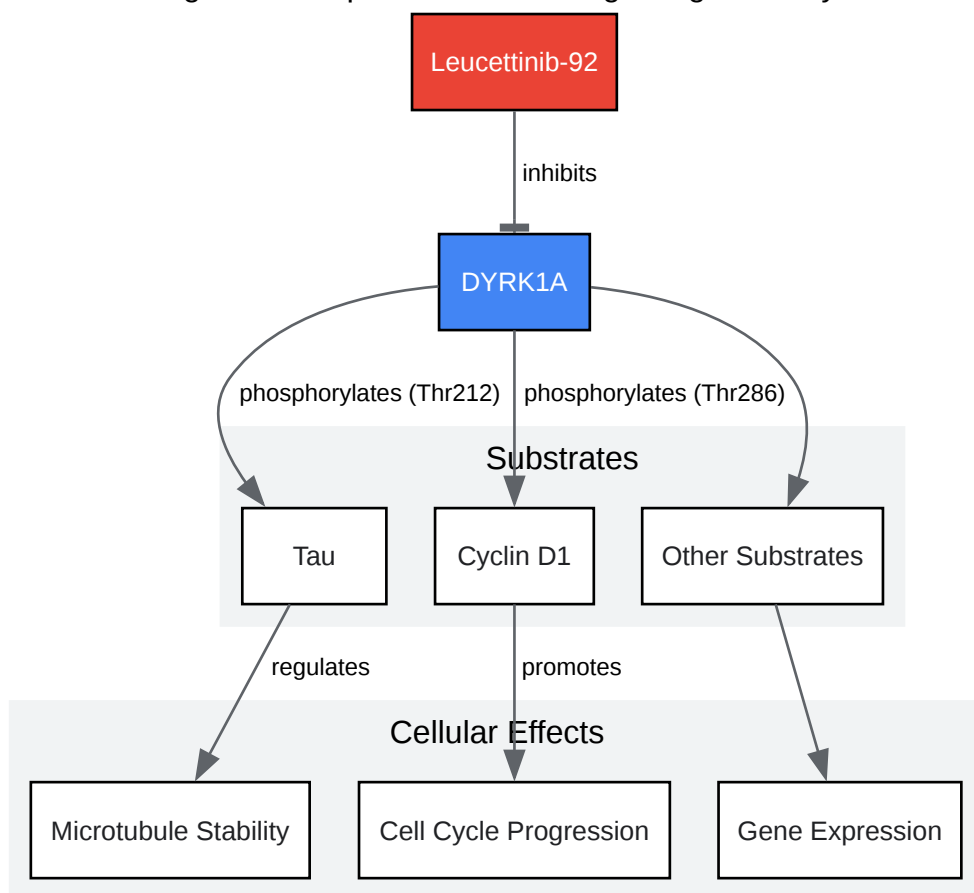 Leucettinib-92
inhibits
DYRK1A
phosphorylates (Thr212)
phosphorylates (Thr286)
Substrates
Tau
Cyclin D1
Other Substrates
regulates
promotes
Cellular Effects
Microtubule Stability
Cell Cycle Progression
Gene Expression